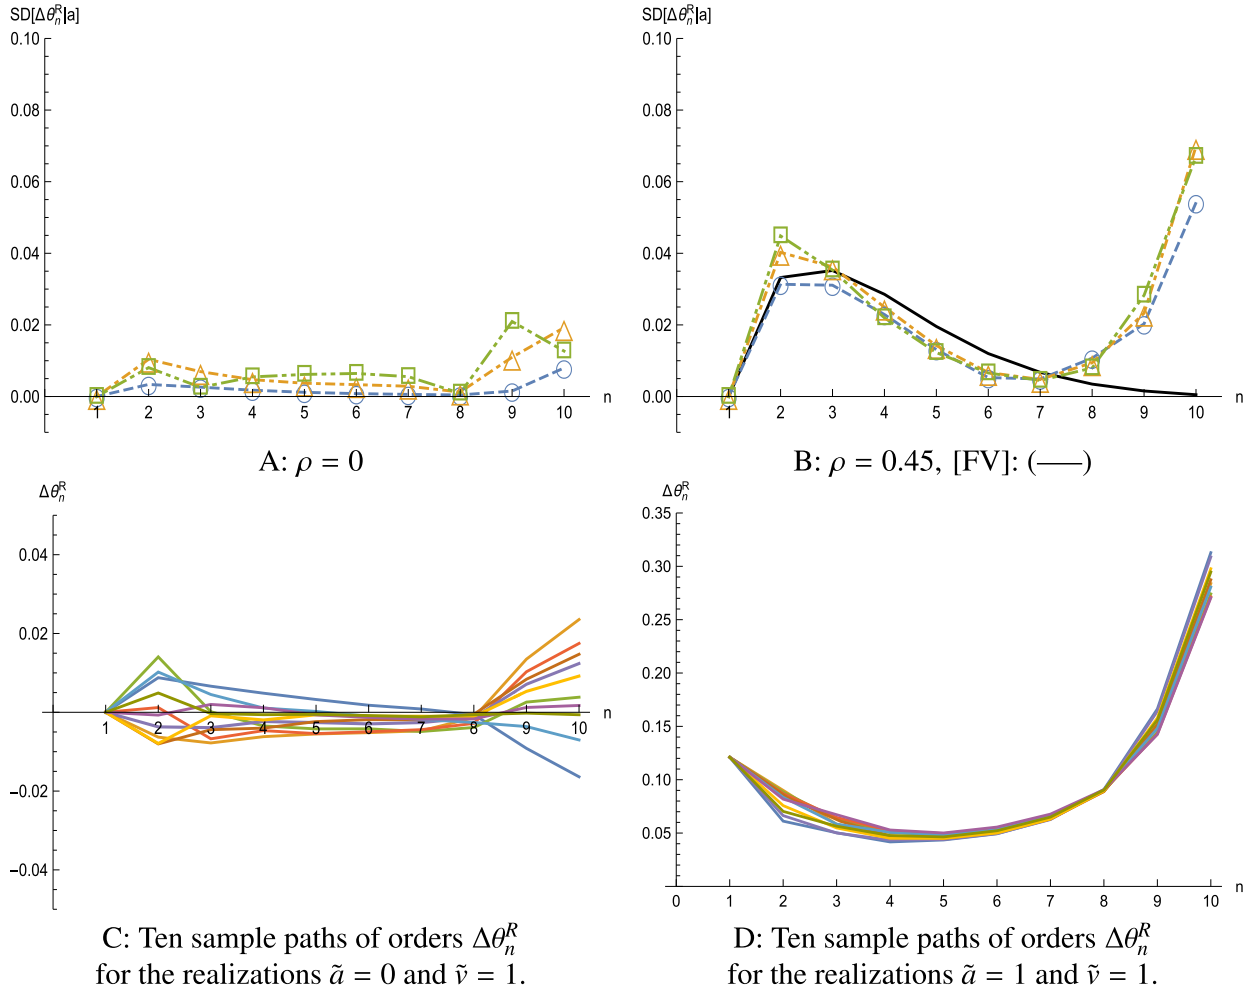 SD[Δθₙᴿ|a]
0.10
0.08
0.06
0.04
0.02
0.00
1 2 3 4 5 6 7 8 9 10
n
A: ρ = 0
SD[Δθₙᴿ|a]
0.10
0.08
0.06
0.04
0.02
0.00
1 2 3 4 5 6 7 8 9 10
n
B: ρ = 0.45, [FV]: (—)
Δθₙᴿ
0.04
0.02
1 2 3 4 5 6 7 8 9 10
n
−0.02
−0.04
C: Ten sample paths of orders Δθₙᴿ
for the realizations ã = 0 and ṽ = 1.
Δθₙᴿ
0.35
0.30
0.25
0.20
0.15
0.10
0.05
0 1 2 3 4 5 6 7 8 9 10
n
D: Ten sample paths of orders Δθₙᴿ
for the realizations ã = 1 and ṽ = 1.